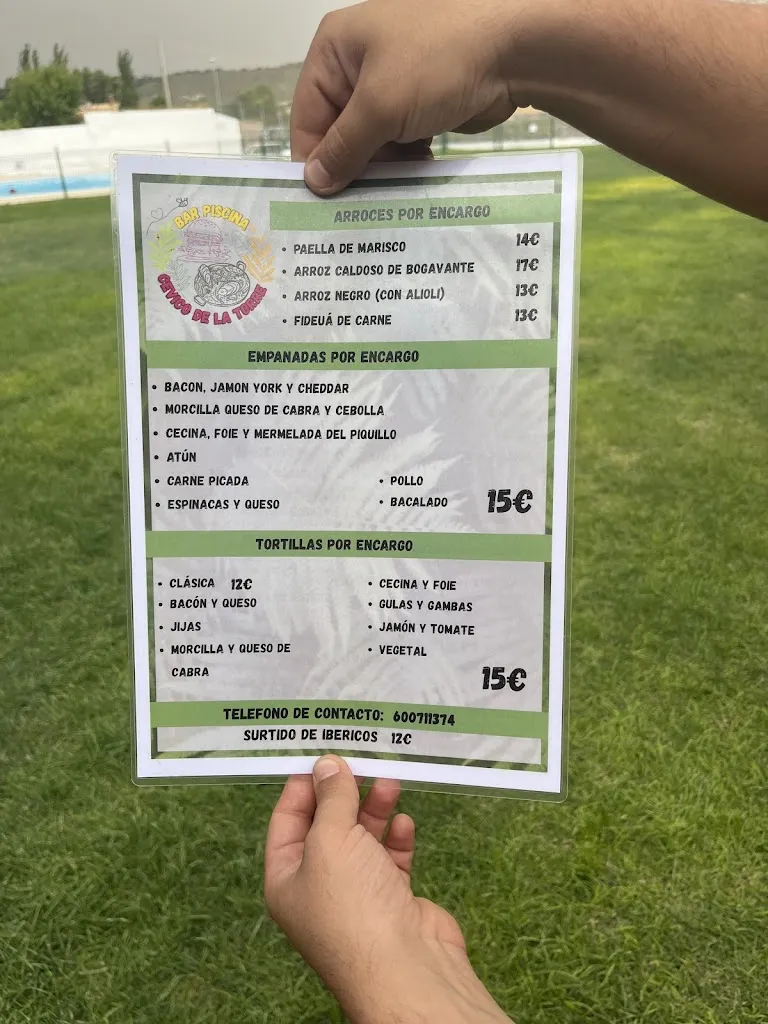 BAR PISCINA
CEVICO DE LA TORRE
ARROCES POR ENCARGO
• PAELLA DE MARISCO 14€
• ARROZ CALDOSO DE BOGAVANTE 17€
• ARROZ NEGRO (CON ALIOLI) 13€
• FIDEUÁ DE CARNE 13€
EMPANADAS POR ENCARGO
• BACON, JAMON YORK Y CHEDDAR
• MORCILLA QUESO DE CABRA Y CEBOLLA
• CECINA, FOIE Y MERMELADA DEL PIQUILLO
• ATÚN
• CARNE PICADA
• ESPINACAS Y QUESO
• POLLO
• BACALADO
15€
TORTILLAS POR ENCARGO
• CLÁSICA 12€
• BACÓN Y QUESO
• JIJAS
• MORCILLA Y QUESO DE
CABRA
• CECINA Y FOIE
• GULAS Y GAMBAS
• JAMÓN Y TOMATE
• VEGETAL
15€
TELEFONO DE CONTACTO: 600711374
SURTIDO DE IBERICOS 12€